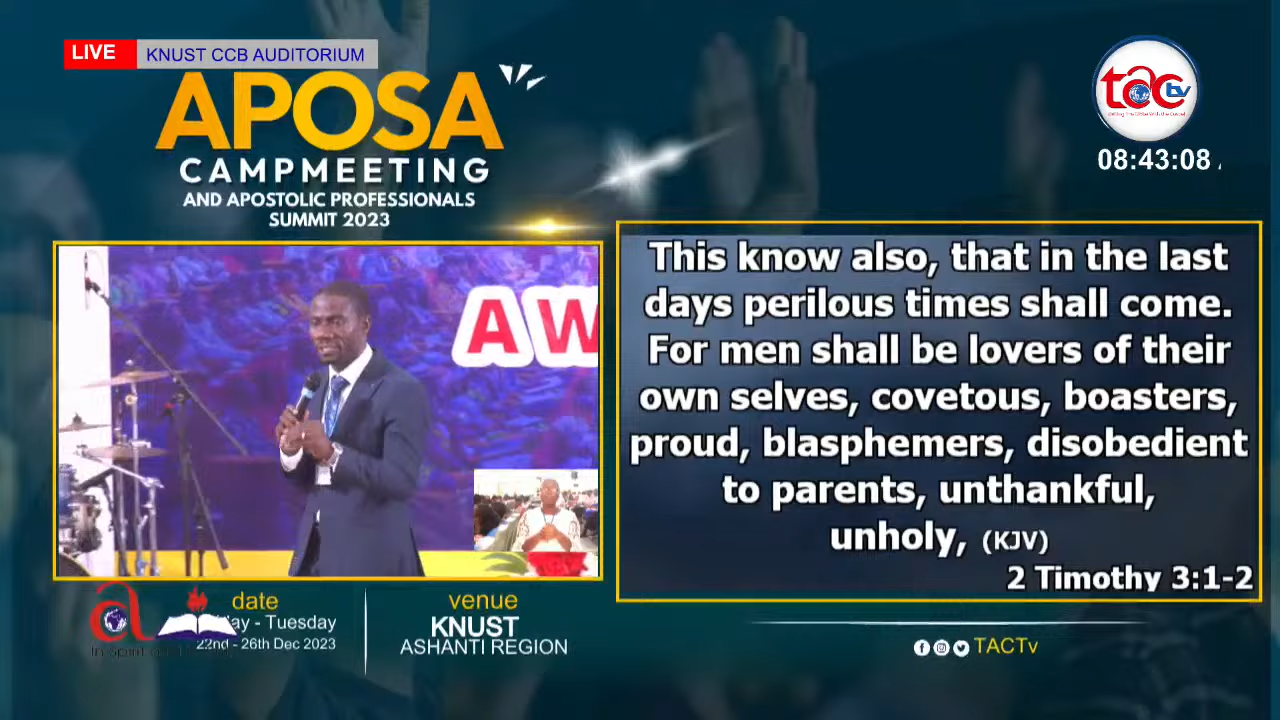 LIVE
KNUST CCB AUDITORIUM
APOSA
CAMPMEETING
AND APOSTOLIC PROFESSIONALS
SUMMIT 2023
tac
tv
08:43:08
AW
This know also, that in the last
days perilous times shall come.
For men shall be lovers of their
own selves, covetous, boasters,
proud, blasphemers, disobedient
to parents, unthankful,
unholy, (KJV)
2 Timothy 3:1-2
date
- Tuesday
22nd - 26th Dec 2023
venue
KNUST
ASHANTI REGION
TACTv